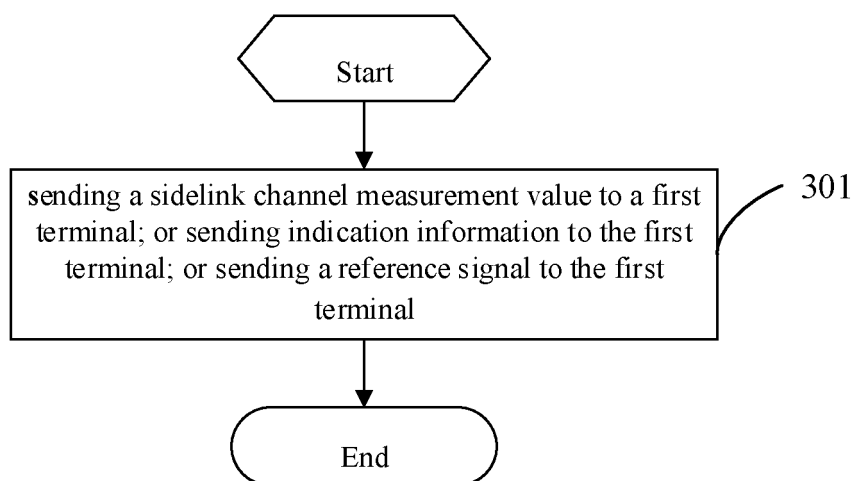 Start
sending a sidelink channel measurement value to a first
terminal; or sending indication information to the first
terminal; or sending a reference signal to the first
terminal
301
End